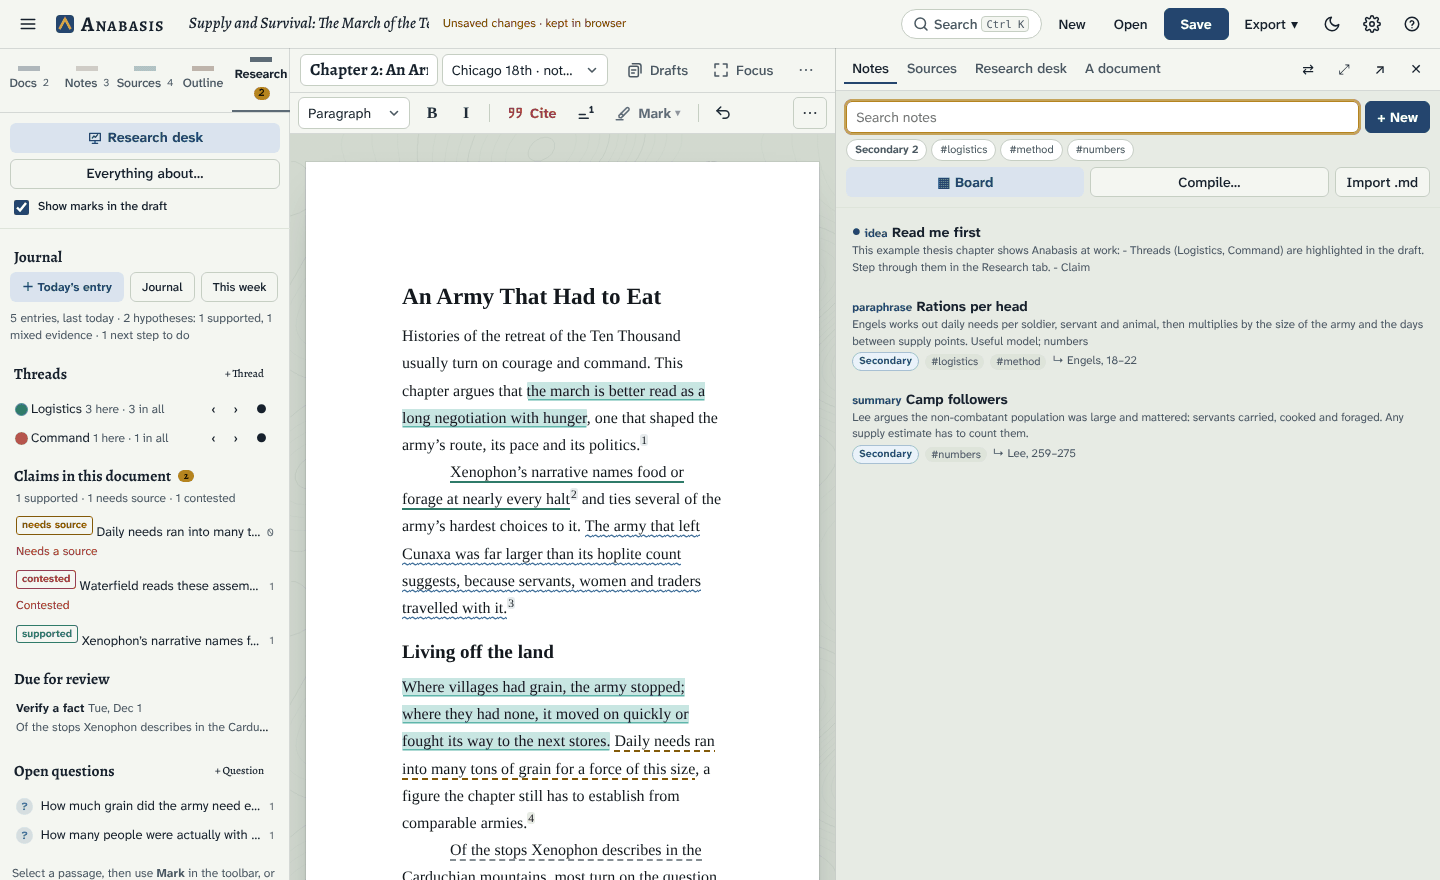 Anabasis
Supply and Survival: The March of the Te
Unsaved changes · kept in browser
Search Ctrl K
New
Open
Save
Export ▾
Docs 2
Notes 3
Sources 4
Outline
Research 2
Research desk
Everything about…
Show marks in the draft
Journal
+ Today's entry
Journal
This week
5 entries, last today · 2 hypotheses: 1 supported, 1
mixed evidence · 1 next step to do
Threads
+ Thread
Logistics 3 here · 3 in all ‹ ›
Command 1 here · 1 in all ‹ ›
Claims in this document 2
1 supported · 1 needs source · 1 contested
needs source Daily needs ran into many t… 0
Needs a source
contested Waterfield reads these assem… 1
Contested
supported Xenophon's narrative names f… 1
Due for review
Verify a fact Tue, Dec 1
Of the stops Xenophon describes in the Cardu…
Open questions
+ Question
? How much grain did the army need e… 1
? How many people were actually with … 1
Select a passage, then use Mark in the toolbar, or
Chapter 2: An Arm
Chicago 18th · not…
Drafts
Focus
⋯
Paragraph
B
I
Cite
1
Mark ▾
⋯
An Army That Had to Eat
Histories of the retreat of the Ten Thousand
usually turn on courage and command. This
chapter argues that the march is better read as a
long negotiation with hunger, one that shaped the
army's route, its pace and its politics.1
Xenophon's narrative names food or
forage at nearly every halt2 and ties several of the
army's hardest choices to it. The army that left
Cunaxa was far larger than its hoplite count
suggests, because servants, women and traders
travelled with it.3
Living off the land
Where villages had grain, the army stopped;
where they had none, it moved on quickly or
fought its way to the next stores. Daily needs ran
into many tons of grain for a force of this size, a
figure the chapter still has to establish from
comparable armies.4
Of the stops Xenophon describes in the
Carduchian mountains, most turn on the question
Notes
Sources
Research desk
A document
Search notes
+ New
Secondary 2
#logistics
#method
#numbers
Board
Compile…
Import .md
idea Read me first
This example thesis chapter shows Anabasis at work: - Threads (Logistics, Command) are highlighted in the draft.
Step through them in the Research tab. - Claim
paraphrase Rations per head
Engels works out daily needs per soldier, servant and animal, then multiplies by the size of the army and the days
between supply points. Useful model; numbers
Secondary #logistics #method ↳ Engels, 18–22
summary Camp followers
Lee argues the non-combatant population was large and mattered: servants carried, cooked and foraged. Any
supply estimate has to count them.
Secondary #numbers ↳ Lee, 259–275